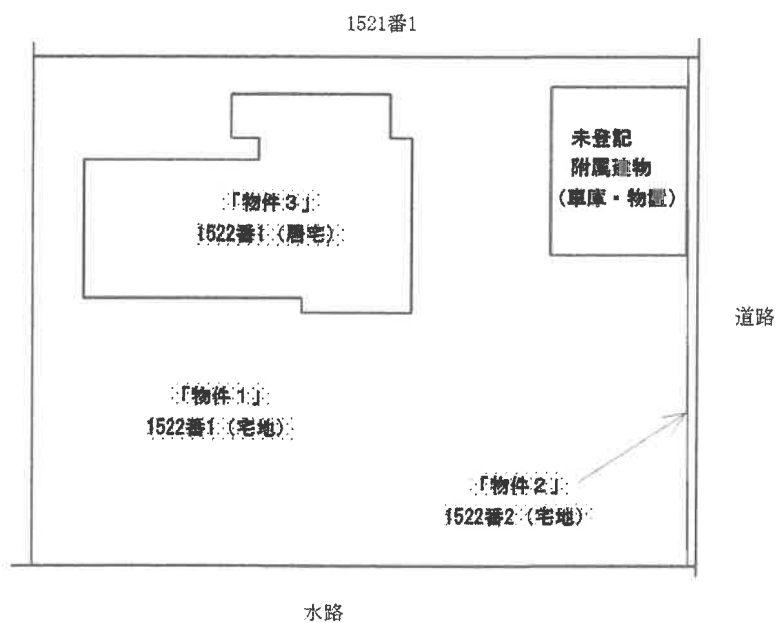 1521番1
未登記
附属建物
（車庫・物置）
「物件３」
1522番1（居宅）
道路
「物件１」
1522番1（宅地）
「物件２」
1522番2（宅地）
水路